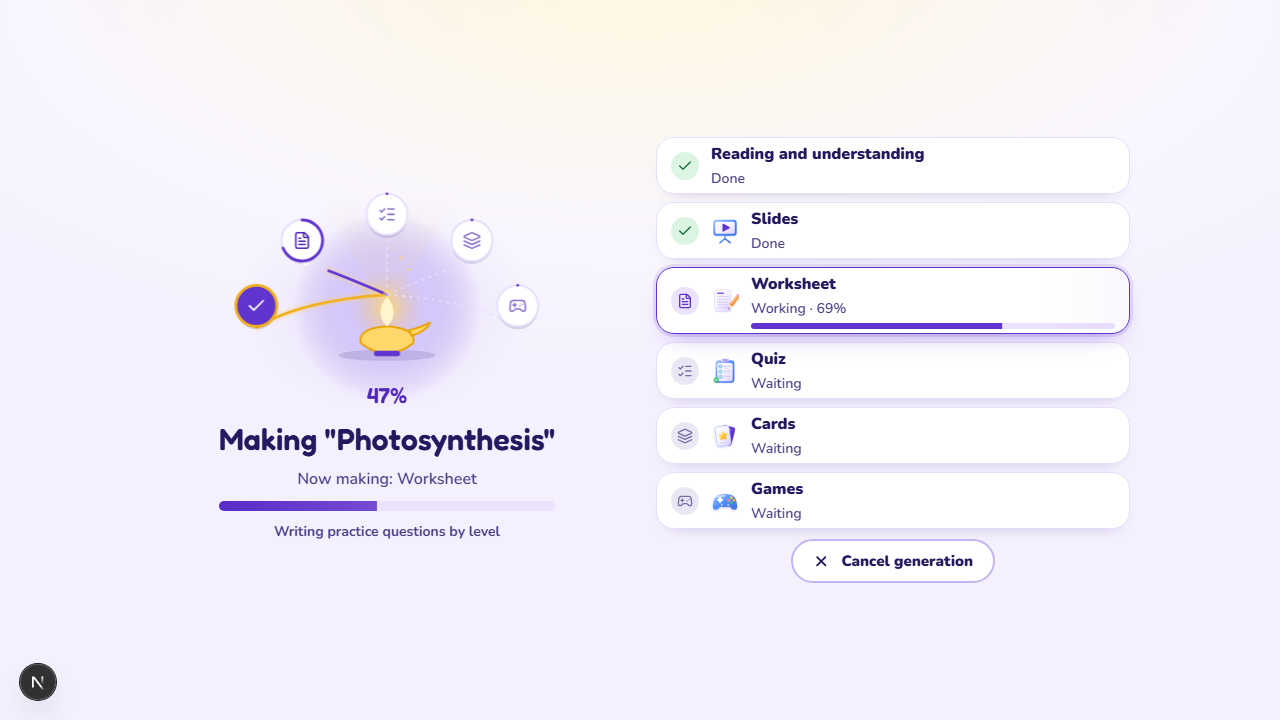 47%
Making "Photosynthesis"
Now making: Worksheet
Writing practice questions by level
Reading and understanding
Done
Slides
Done
Worksheet
Working · 69%
Quiz
Waiting
Cards
Waiting
Games
Waiting
Cancel generation
N